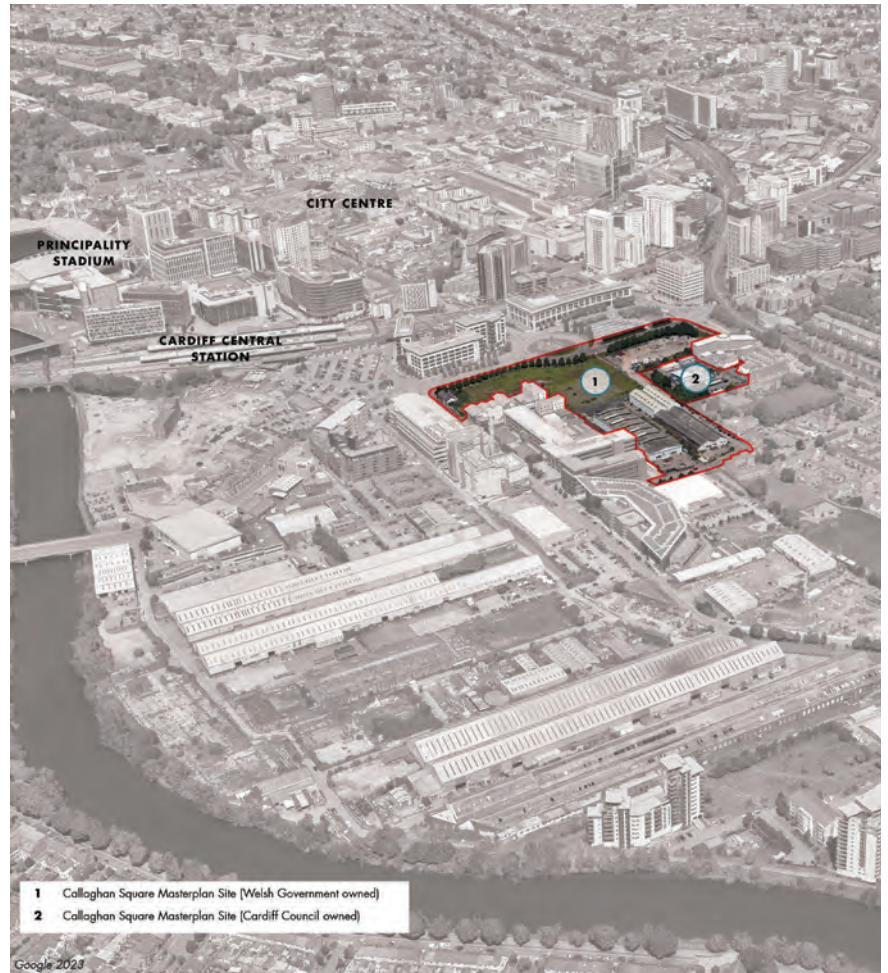 CITY CENTRE
PRINCIPALITY
STADIUM
CARDIFF CENTRAL
STATION
1
2
1 Callaghan Square Masterplan Site (Welsh Government owned)
2 Callaghan Square Masterplan Site (Cardiff Council owned)
Google 2023